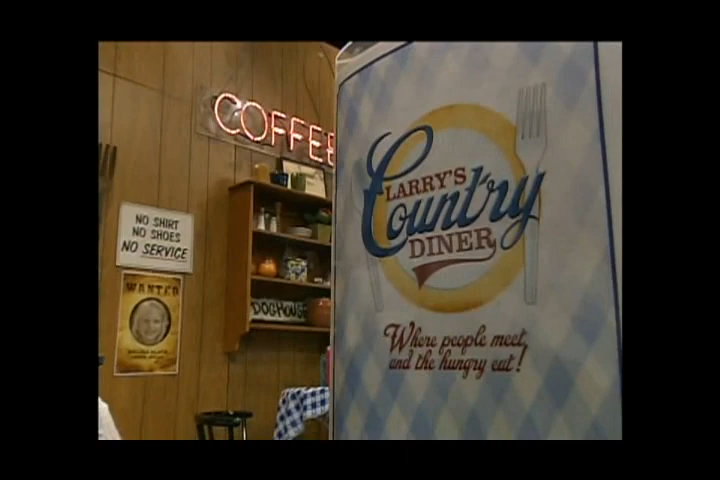 COFFEE
NO SHIRT
NO SHOES
NO SERVICE
WANTED
DOGHOUSE
LARRY'S
Country
DINER
Where people meet,
and the hungry eat!